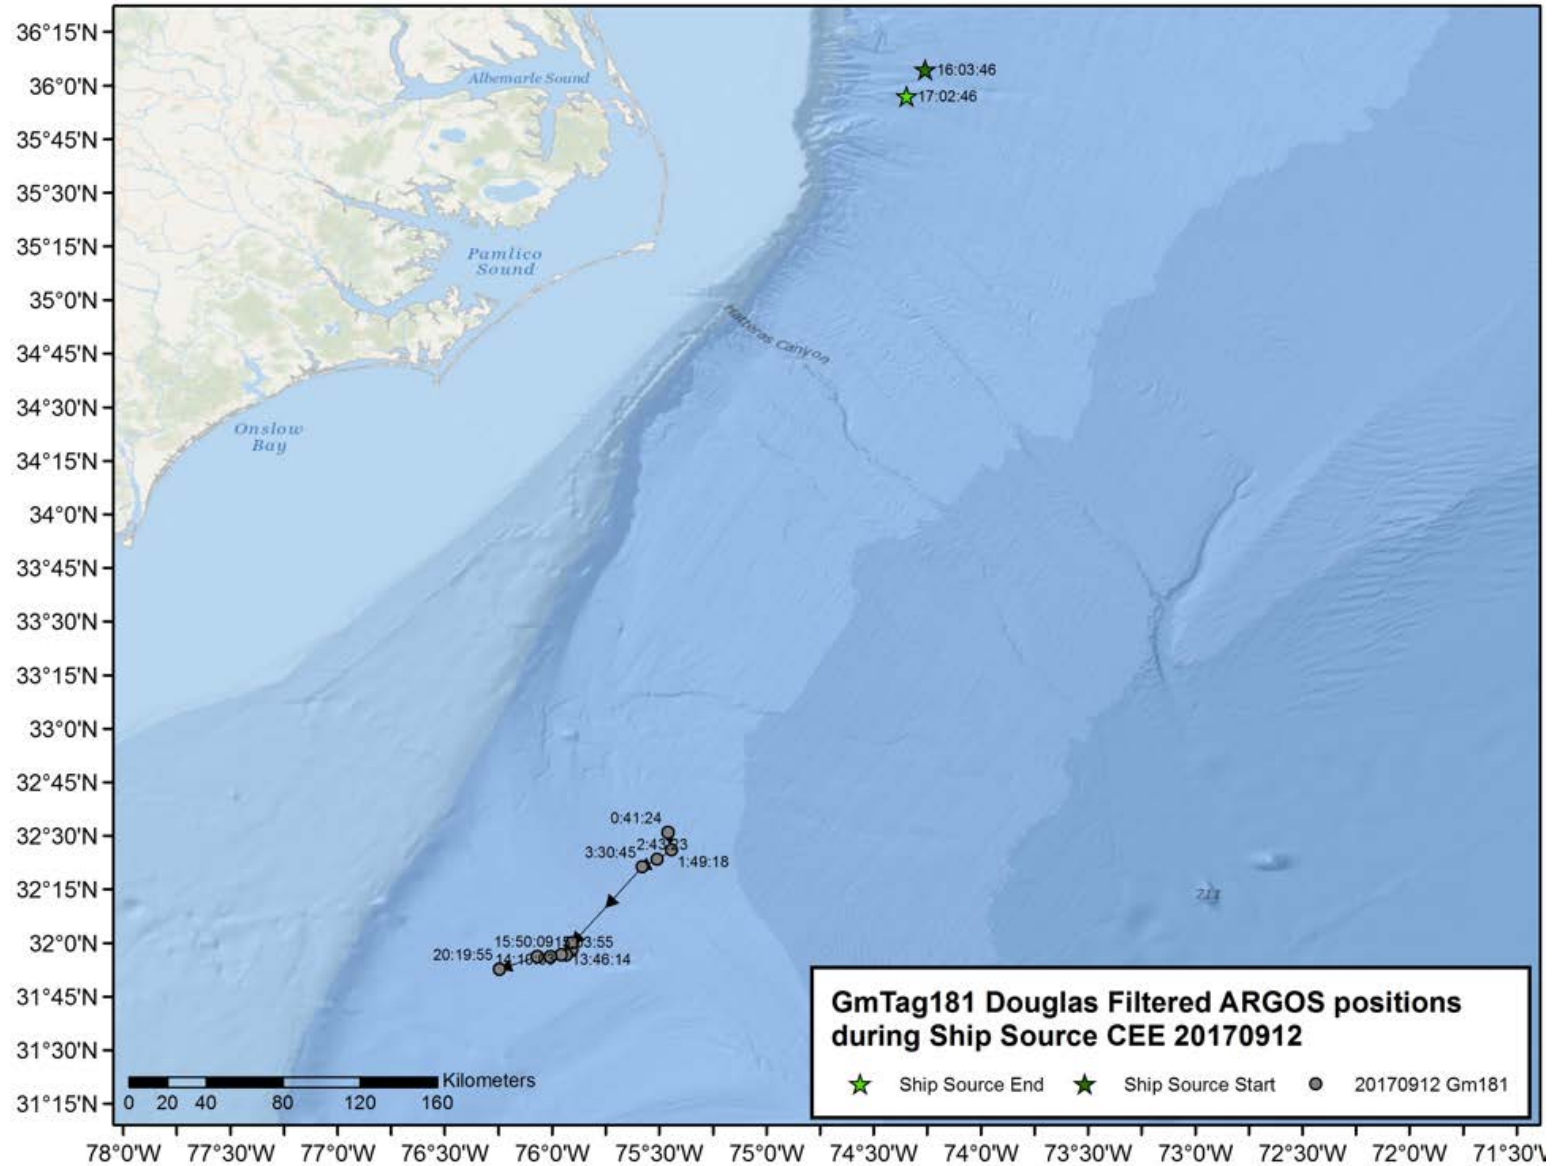 36°15'N
36°0'N
35°45'N
35°30'N
35°15'N
35°0'N
34°45'N
34°30'N
34°15'N
34°0'N
33°45'N
33°30'N
33°15'N
33°0'N
32°45'N
32°30'N
32°15'N
32°0'N
31°45'N
31°30'N
31°15'N
Albemarle Sound
16:03:46
17:02:46
Pamlico
Sound
Hatteras Canyon
Onslow
Bay
0:41:24
3:30:45
1:49:18
712
15:50:09
20:19:55
13:46:14
Kilometers
0 20 40 80 120 160
GmTag181 Douglas Filtered ARGOS positions
during Ship Source CEE 20170912
Ship Source End Ship Source Start 20170912 Gm181
78°0'W 77°30'W 77°0'W 76°30'W 76°0'W 75°30'W 75°0'W 74°30'W 74°0'W 73°30'W 73°0'W 72°30'W 72°0'W 71°30'W